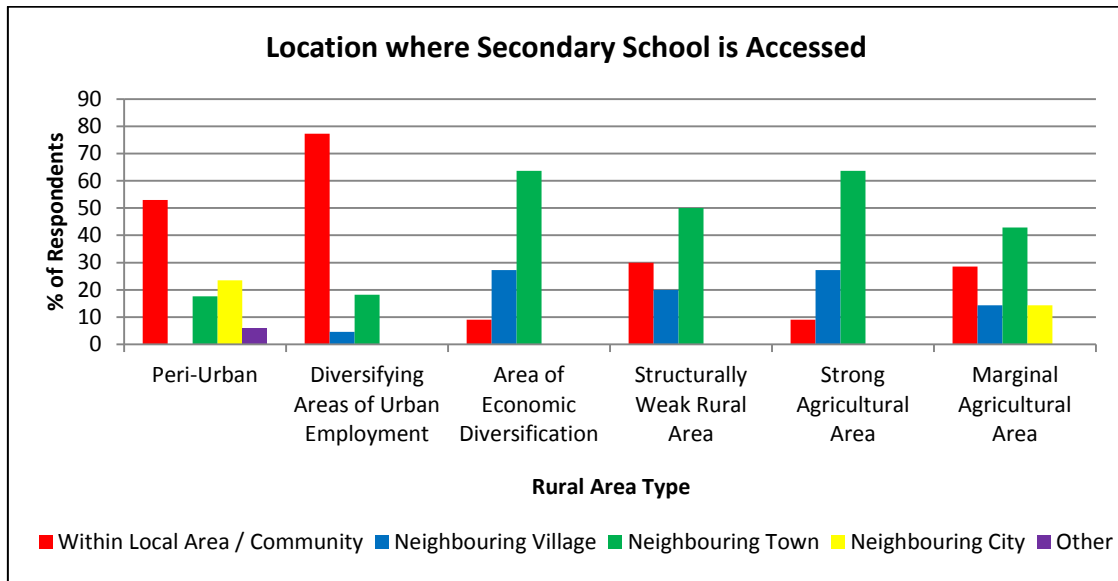 Location where Secondary School is Accessed
% of Respondents
90
80
70
60
50
40
30
20
10
0
Peri-Urban
Diversifying
Areas of Urban
Employment
Area of
Economic
Diversification
Structurally
Weak Rural
Area
Strong
Agricultural
Area
Marginal
Agricultural
Area
Rural Area Type
Within Local Area / Community Neighbouring Village Neighbouring Town Neighbouring City Other